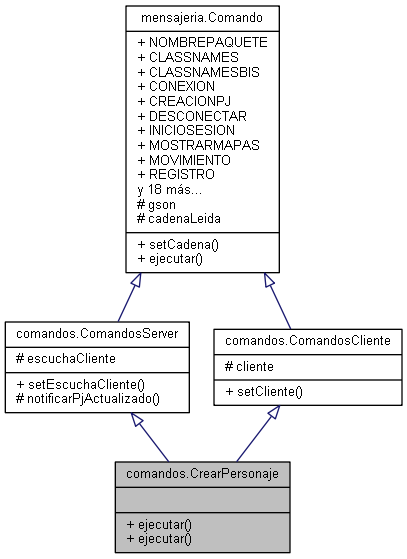 mensajeria.Comando
+ NOMBREPAQUETE
+ CLASSNAMES
+ CLASSNAMESBIS
+ CONEXION
+ CREACIONPJ
+ DESCONECTAR
+ INICIOSESION
+ MOSTRARMAPAS
+ MOVIMIENTO
+ REGISTRO
y 18 más...
# gson
# cadenaLeida
+ setCadena()
+ ejecutar()
comandos.ComandosServer
# escuchaCliente
+ setEscuchaCliente()
# notificarPjActualizado()
comandos.ComandosCliente
# cliente
+ setCliente()
comandos.CrearPersonaje
+ ejecutar()
+ ejecutar()